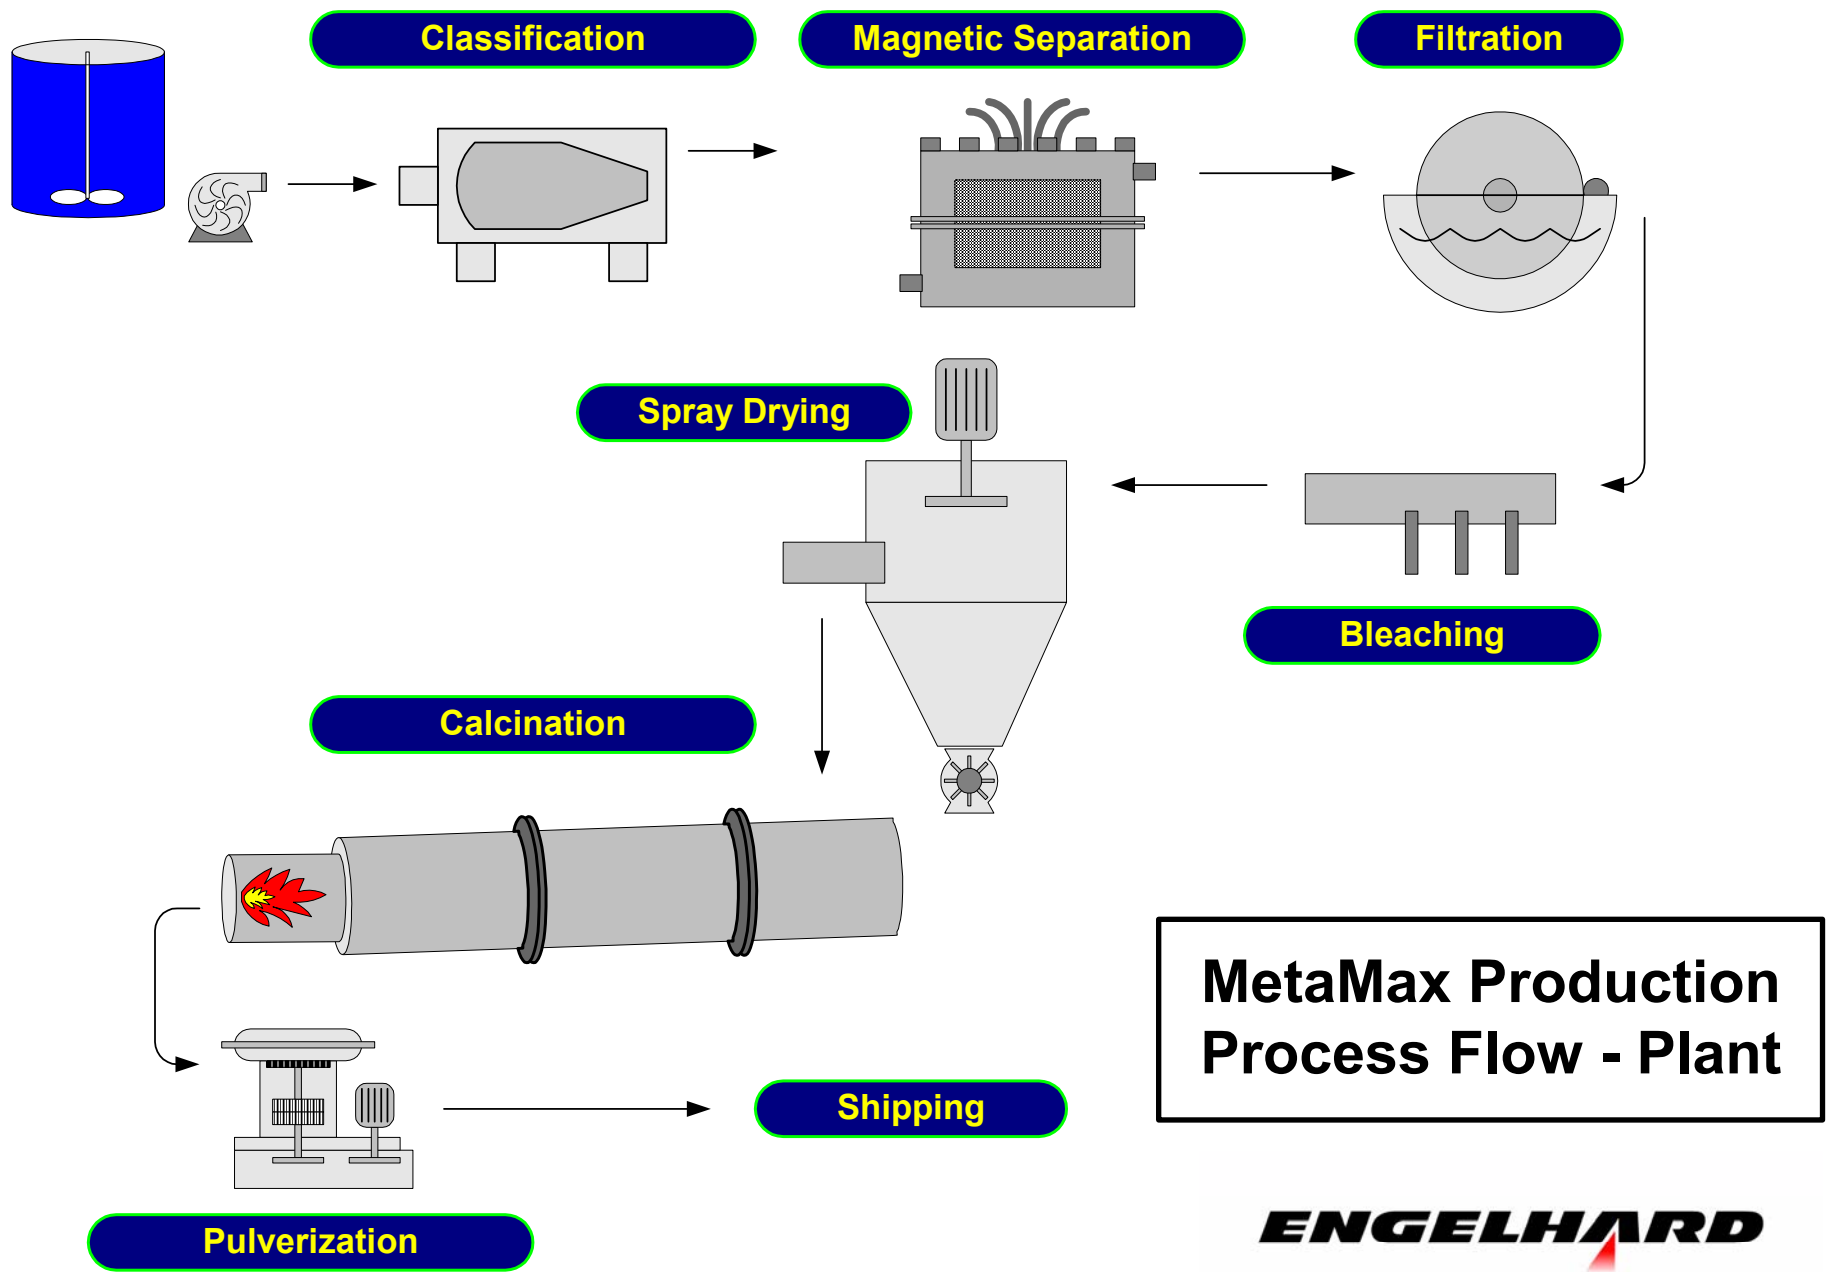 Classification
Magnetic Separation
Filtration
Spray Drying
Bleaching
Calcination
MetaMax Production
Process Flow - Plant
Shipping
Pulverization
ENGELHARD